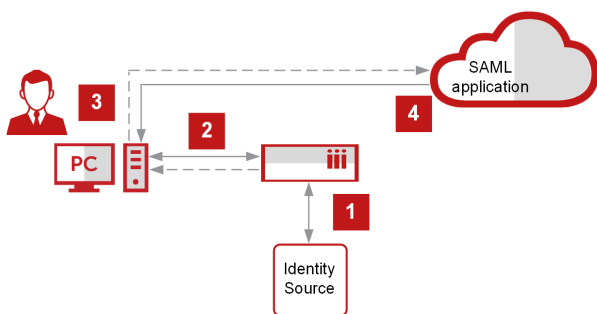 SAML
application
3
4
2
PC
1
Identity
Source